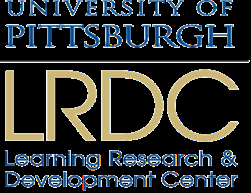 UNIVERSITY OF
PITTSBURGH
LRDC
Learning Research &
Development Center